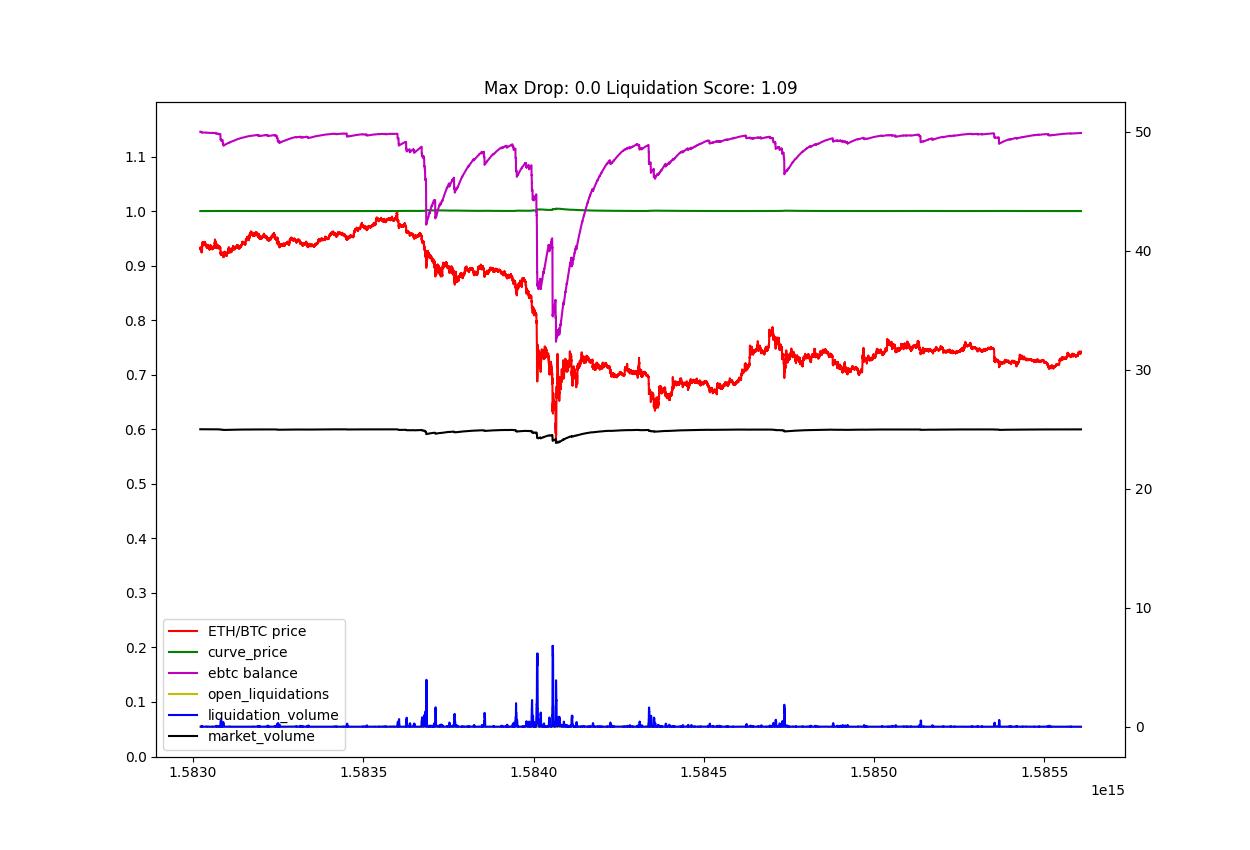 Max Drop: 0.0 Liquidation Score: 1.09
1.1
1.0
0.9
0.8
0.7
0.6
0.5
0.4
0.3
0.2
0.1
0.0
50
40
30
20
10
0
ETH/BTC price
curve_price
ebtc balance
open_liquidations
liquidation_volume
market_volume
1.5830 1.5835 1.5840 1.5845 1.5850 1.5855
1e15